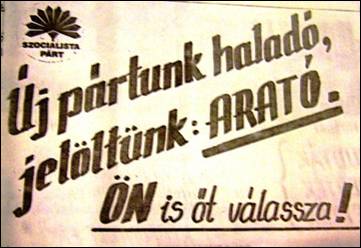 SZOCIALISTA
PÁRT
Új pártunk haladó,
jelöltünk: ARATÓ.
ÖN is őt válassza!